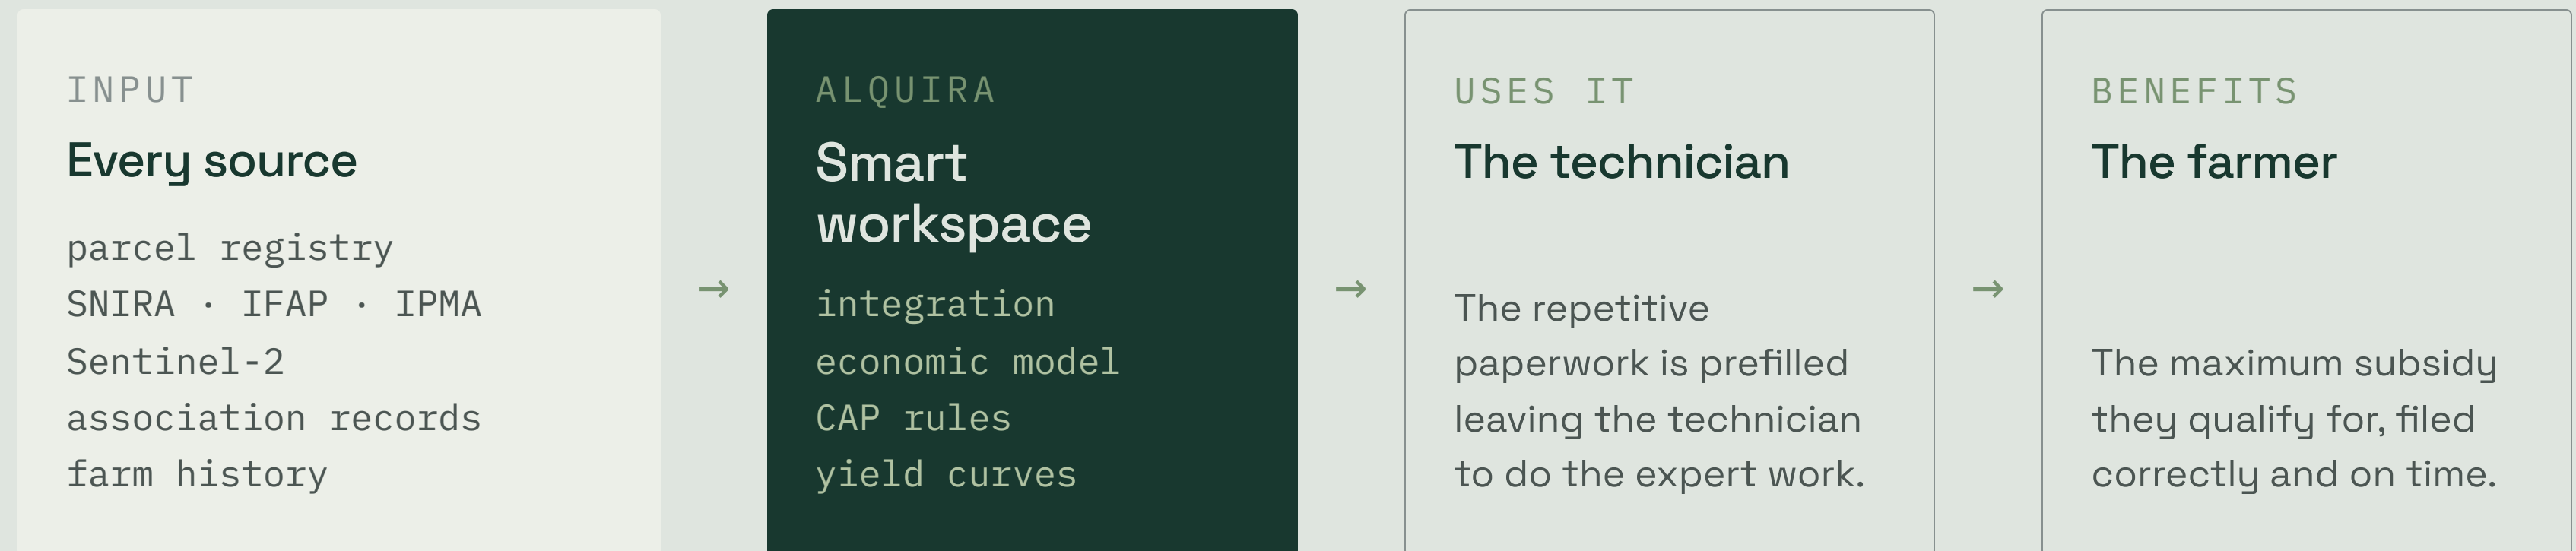 INPUT
Every source
parcel registry
SNIRA · IFAP · IPMA
Sentinel-2
association records
farm history
→
ALQUIRA
Smart
workspace
integration
economic model
CAP rules
yield curves
→
USES IT
The technician
The repetitive
paperwork is prefilled
leaving the technician
to do the expert work.
→
BENEFITS
The farmer
The maximum subsidy
they qualify for, filed
correctly and on time.